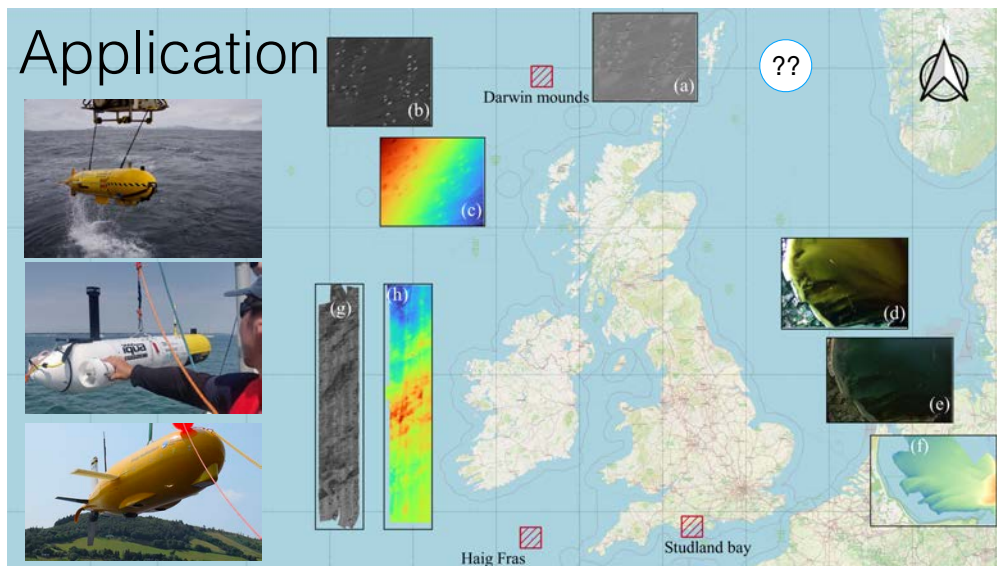 Application
(b)
(a)
??
N
Darwin mounds
(c)
(d)
(g)
(h)
(e)
(f)
Haig Fras
Studland bay